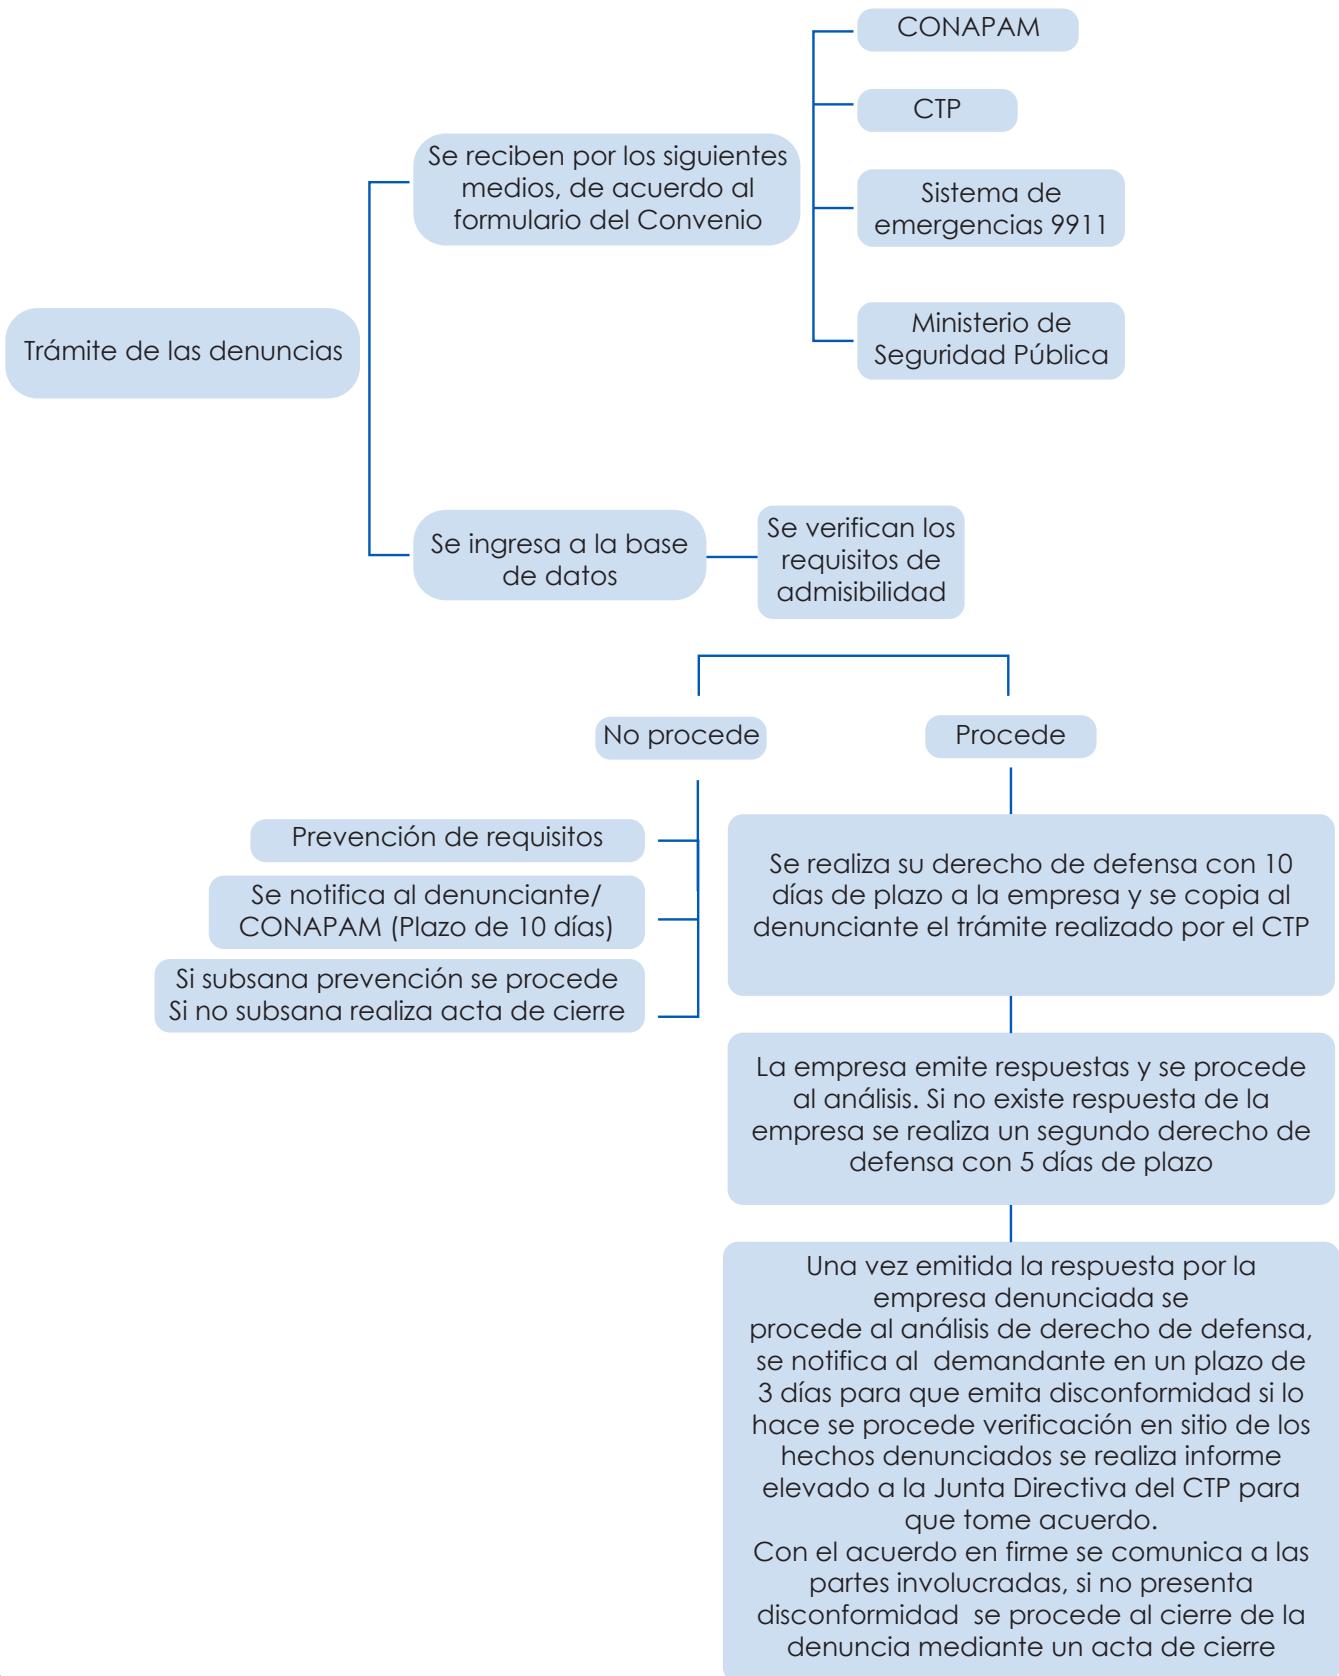 CONAPAM
CTP
Se reciben por los siguientes
medios, de acuerdo al
formulario del Convenio
Sistema de
emergencias 9911
Ministerio de
Seguridad Pública
Trámite de las denuncias
Se ingresa a la base
de datos
Se verifican los
requisitos de
admisibilidad
No procede
Procede
Prevención de requisitos
Se notifica al denunciante/
CONAPAM (Plazo de 10 días)
Si subsana prevención se procede
Si no subsana realiza acta de cierre
Se realiza su derecho de defensa con 10
días de plazo a la empresa y se copia al
denunciante el trámite realizado por el CTP
La empresa emite respuestas y se procede
al análisis. Si no existe respuesta de la
empresa se realiza un segundo derecho de
defensa con 5 días de plazo
Una vez emitida la respuesta por la
empresa denunciada se
procede al análisis de derecho de defensa,
se notifica al demandante en un plazo de
3 días para que emita disconformidad si lo
hace se procede verificación en sitio de los
hechos denunciados se realiza informe
elevado a la Junta Directiva del CTP para
que tome acuerdo.
Con el acuerdo en firme se comunica a las
partes involucradas, si no presenta
disconformidad se procede al cierre de la
denuncia mediante un acta de cierre